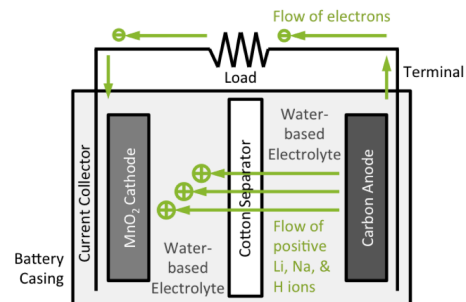 Flow of electrons
Load
Terminal
Current Collector
MnO2 Cathode
Cotton Separator
Water-
based
Electrolyte
Carbon Anode
Water-
based
Electrolyte
Flow of
positive
Li, Na, &
H ions
Battery
Casing